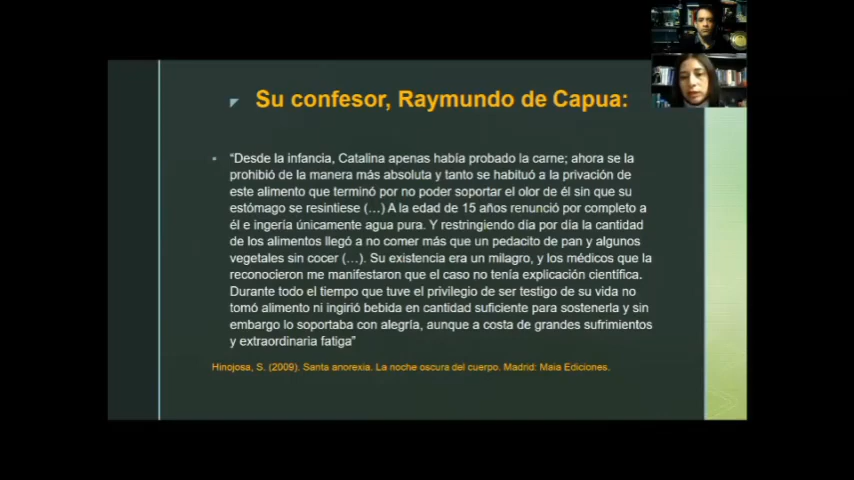 Su confesor, Raymundo de Capua:
“Desde la infancia, Catalina apenas había probado la carne; ahora se la
prohibió de la manera más absoluta y tanto se habituó a la privación de
este alimento que terminó por no poder soportar el olor de él sin que su
estómago se resintiese (…) A la edad de 15 años renunció por completo a
él e ingería únicamente agua pura. Y restringiendo día por día la cantidad
de los alimentos llegó a no comer más que un pedacito de pan y algunos
vegetales sin cocer (…). Su existencia era un milagro, y los médicos que la
reconocieron me manifestaron que el caso no tenía explicación científica.
Durante todo el tiempo que tuve el privilegio de ser testigo de su vida no
tomó alimento ni ingirió bebida en cantidad suficiente para sostenerla y sin
embargo lo soportaba con alegría, aunque a costa de grandes sufrimientos
y extraordinaria fatiga”
Hinojosa, S. (2009). Santa anorexia. La noche oscura del cuerpo. Madrid: Maia Ediciones.